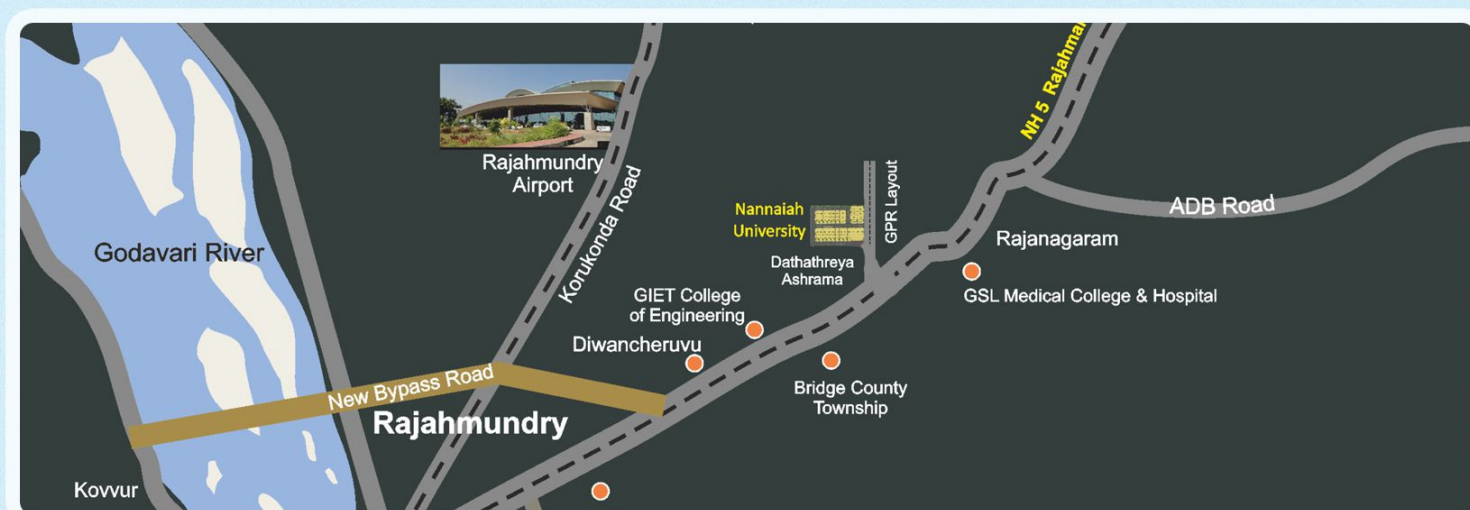 NH 5 Rajahmar
Rajahmundry
Airport
Korukonda Road
GPR Layout
Nannaiah
University
ADB Road
Godavari River
Rajanagaram
Dathathreya
Ashrama
GSL Medical College & Hospital
GIET College
of Engineering
Diwancheruvu
New Bypass Road
Bridge County
Township
Rajahmundry
Kovvur